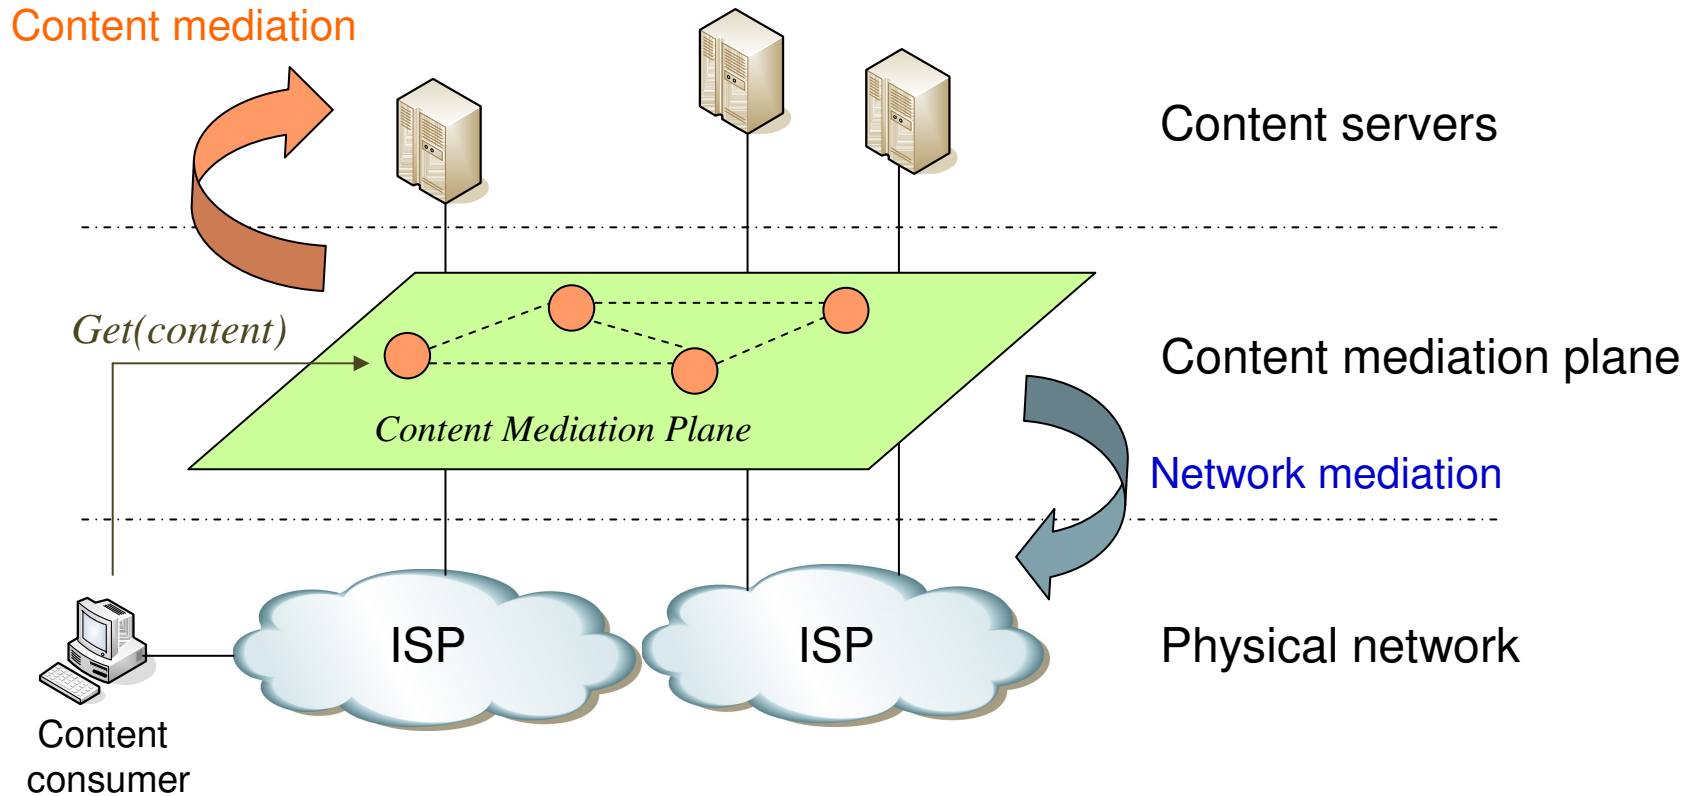 Content mediation
Content servers
Get(content)
Content mediation plane
Content Mediation Plane
Network mediation
ISP
ISP
Physical network
Content
consumer